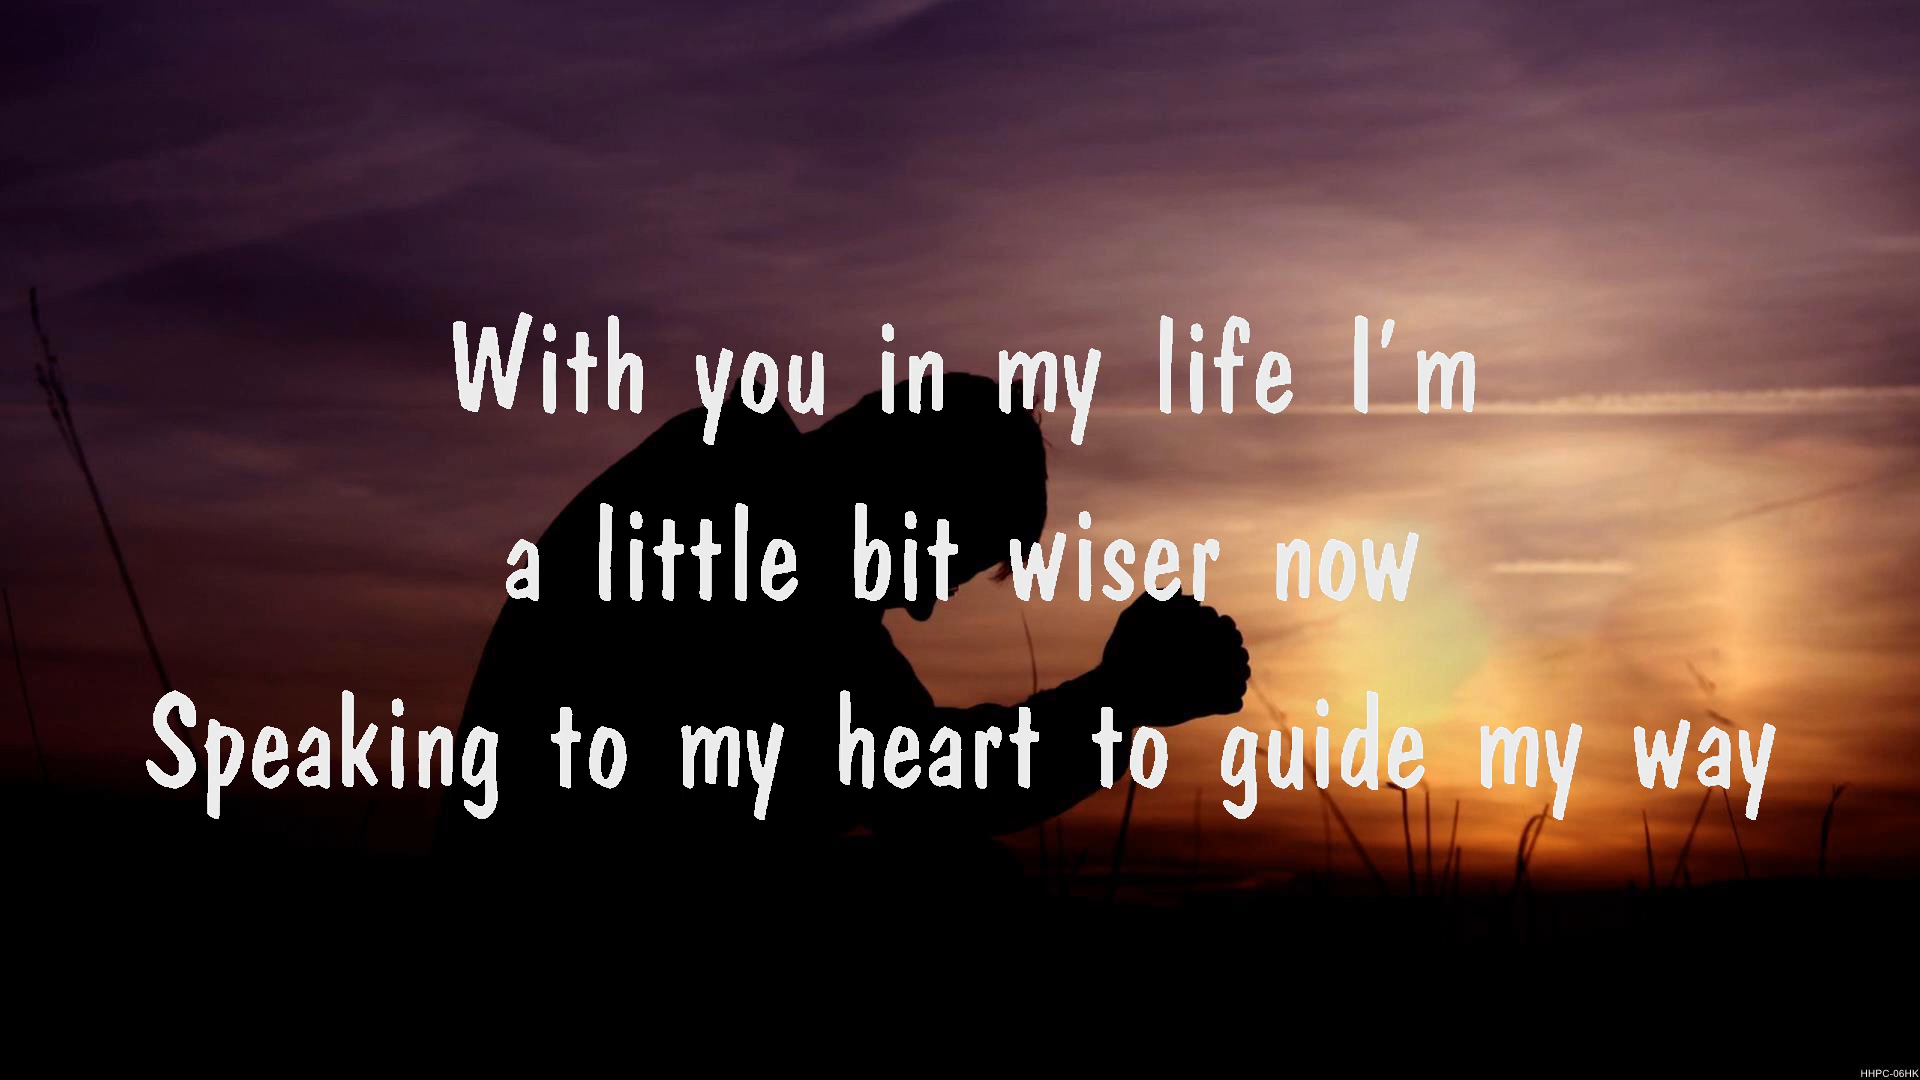 With you in my life I'm
a little bit wiser now
Speaking to my heart to guide my way
HHPC-06HK